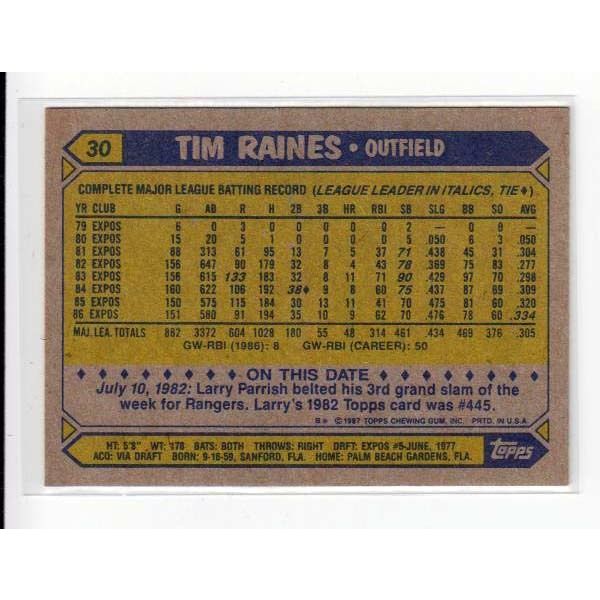 30 TIM RAINES • OUTFIELD
COMPLETE MAJOR LEAGUE BATTING RECORD (LEAGUE LEADER IN ITALICS, TIE♦)
YR CLUB G AB R H 2B 3B HR RBI SB SLG BB SO AVG
79 EXPOS 6 0 3 0 0 0 0 0 2 — 0 0 —
80 EXPOS 15 20 5 1 0 0 0 0 5 .050 6 3 .050
81 EXPOS 88 313 61 95 13 7 5 37 71 .438 45 31 .304
82 EXPOS 156 647 90 179 32 8 4 43 78 .369 75 83 .277
83 EXPOS 156 615 133 183 32 8 11 71 90 .429 97 70 .298
84 EXPOS 160 622 106 192 38♦ 9 8 60 75 .437 87 69 .309
85 EXPOS 150 575 115 184 30 13 11 41 70 .475 81 60 .320
86 EXPOS 151 580 91 194 35 10 9 62 70 .476 78 60 .334
MAJ. LEA. TOTALS 882 3372 604 1028 180 55 48 314 461 .434 469 376 .305
GW-RBI (1986): 8 GW-RBI (CAREER): 50
♦ ♦ ♦ ♦ ♦ ♦ ON THIS DATE ♦ ♦ ♦ ♦ ♦ ♦
July 10, 1982: Larry Parrish belted his 3rd grand slam of the
week for Rangers. Larry's 1982 Topps card was #445.
B* © 1987 TOPPS CHEWING GUM, INC. PRTD. IN U.S.A.
HT: 5'8" WT: 178 BATS: BOTH THROWS: RIGHT DRFT: EXPOS #5-JUNE, 1977
ACQ: VIA DRAFT BORN: 9-16-59, SANFORD, FLA. HOME: PALM BEACH GARDENS, FLA.
topps